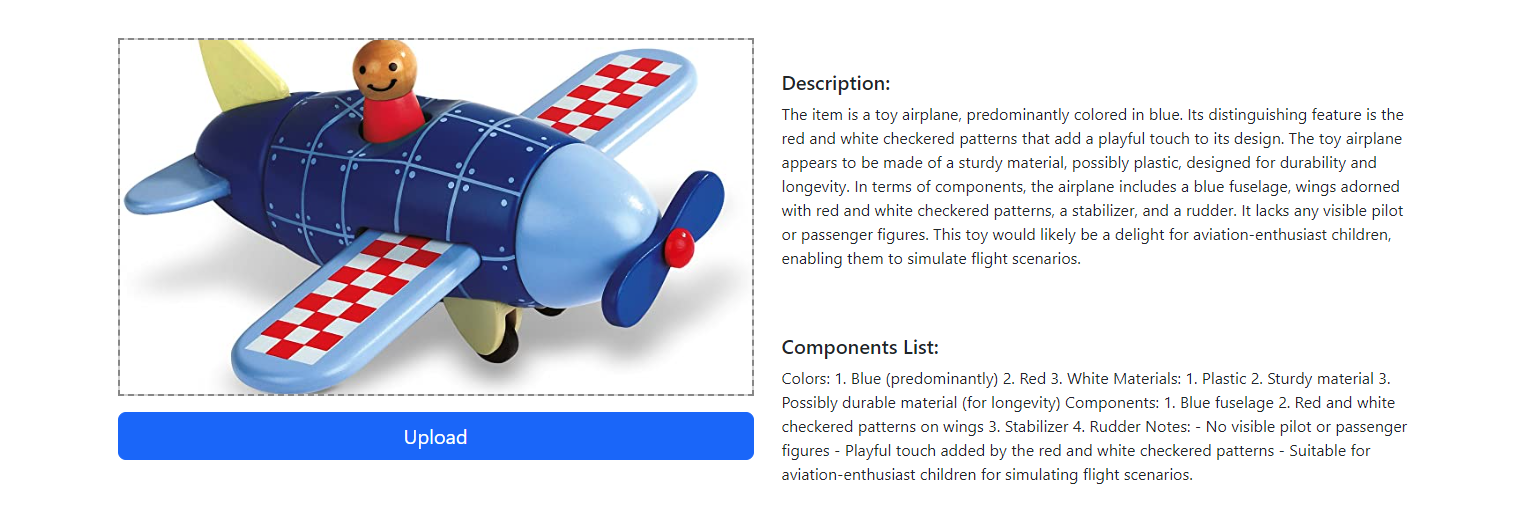 Description:
The item is a toy airplane, predominantly colored in blue. Its distinguishing feature is the
red and white checkered patterns that add a playful touch to its design. The toy airplane
appears to be made of a sturdy material, possibly plastic, designed for durability and
longevity. In terms of components, the airplane includes a blue fuselage, wings adorned
with red and white checkered patterns, a stabilizer, and a rudder. It lacks any visible pilot
or passenger figures. This toy would likely be a delight for aviation-enthusiast children,
enabling them to simulate flight scenarios.
Components List:
Colors: 1. Blue (predominantly) 2. Red 3. White Materials: 1. Plastic 2. Sturdy material 3.
Possibly durable material (for longevity) Components: 1. Blue fuselage 2. Red and white
checkered patterns on wings 3. Stabilizer 4. Rudder Notes: - No visible pilot or passenger
figures - Playful touch added by the red and white checkered patterns - Suitable for
aviation-enthusiast children for simulating flight scenarios.
Upload